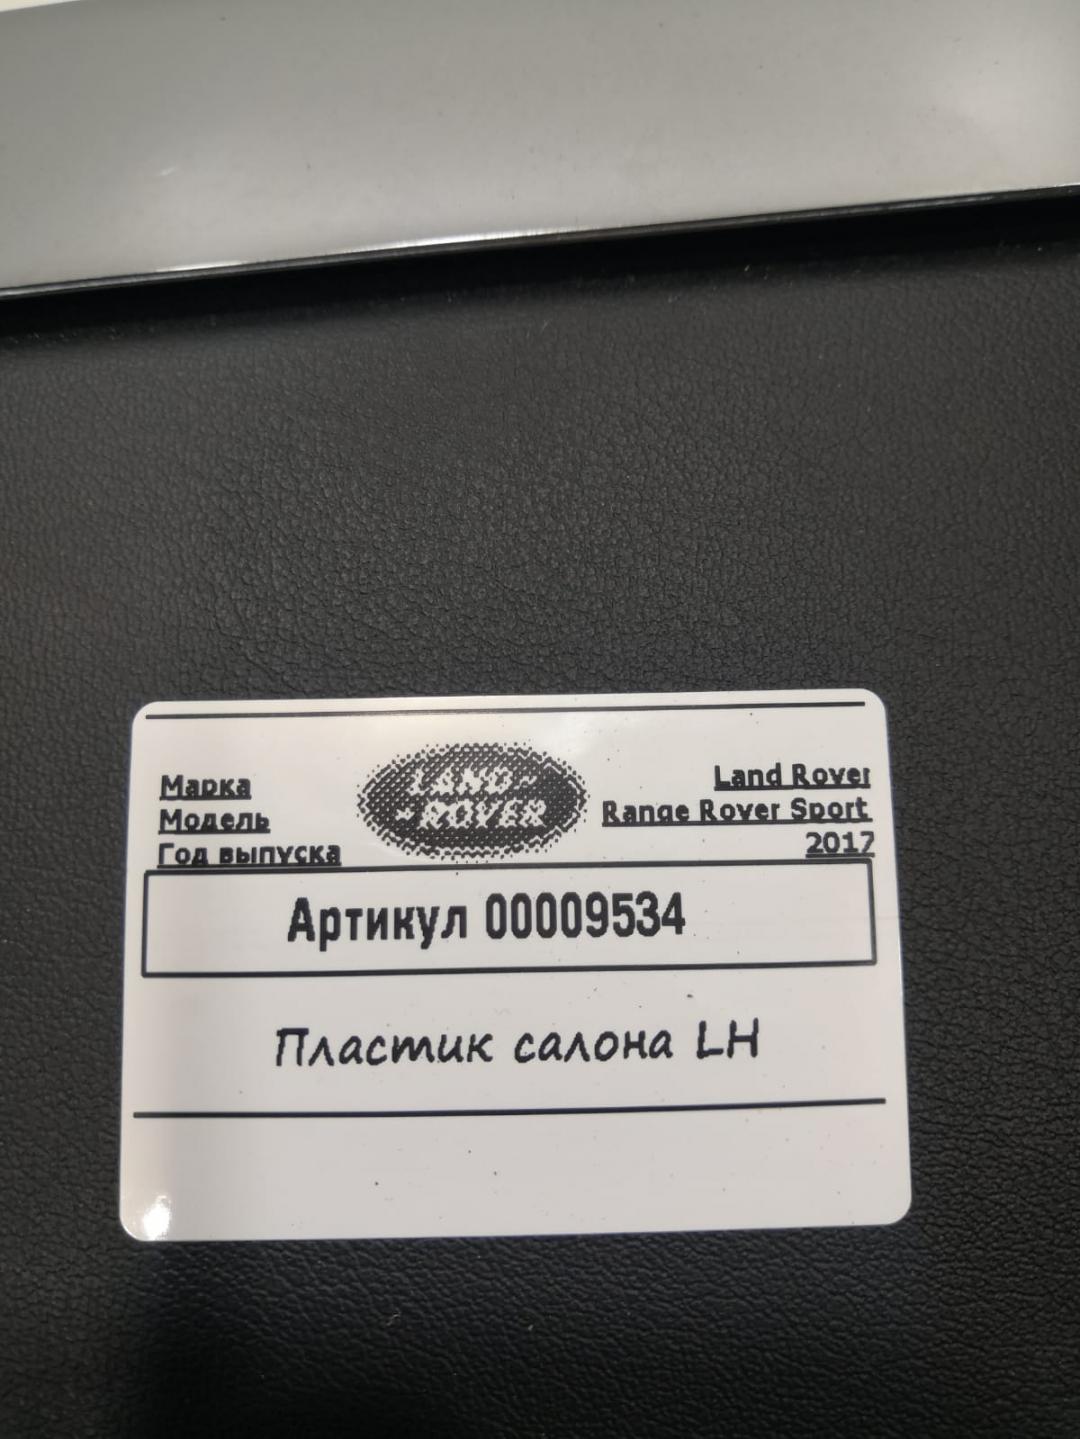 Марка
LAND
ROVER
Land Rover
Модель
Range Rover Sport
Год выпуска
2017
Артикул 00009534
Пластик салона LH